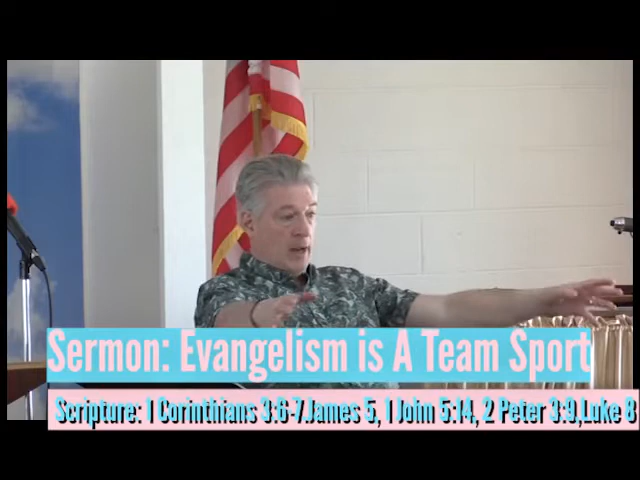 Sermon: Evangelism is A Team Sport
Scripture: 1 Corinthians 3:6-7.James 5, 1 John 5:14, 2 Peter 3:9,Luke 8